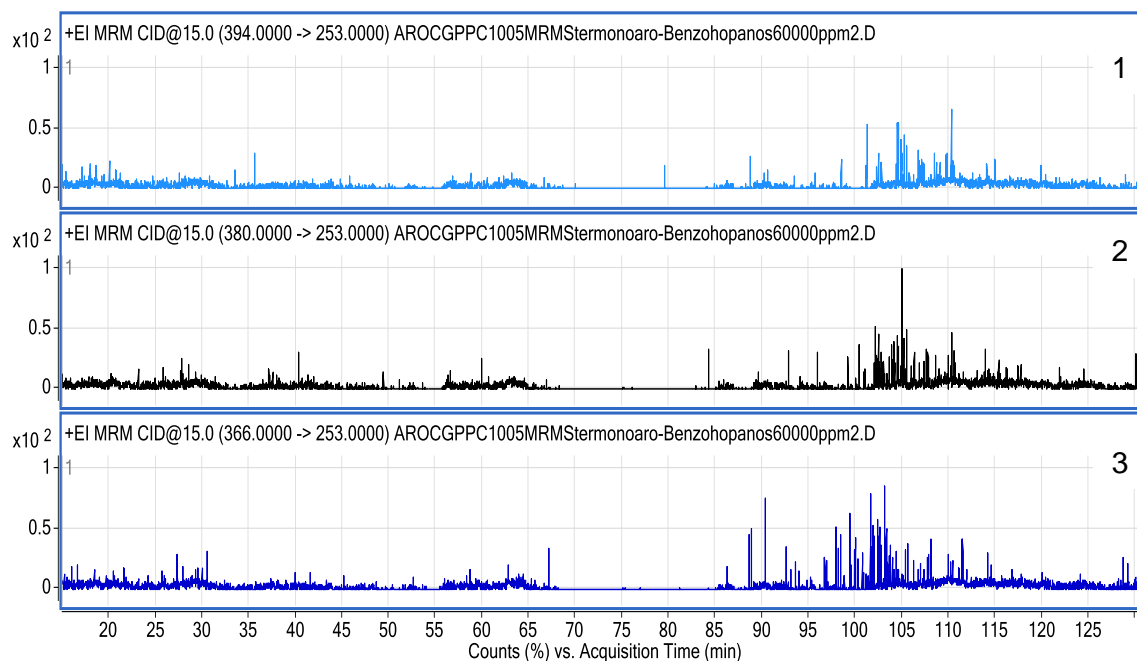 +EI MRM CID@15.0 (394.0000 -> 253.0000) AROCGPPC1005MRMStermonoaro-Benzohopanos60000ppm2.D
x10 2
1
1
1
0.5
0
+EI MRM CID@15.0 (380.0000 -> 253.0000) AROCGPPC1005MRMStermonoaro-Benzohopanos60000ppm2.D
x10 2
2
1
1
0.5
0
+EI MRM CID@15.0 (366.0000 -> 253.0000) AROCGPPC1005MRMStermonoaro-Benzohopanos60000ppm2.D
x10 2
3
1
1
0.5
0
20 25 30 35 40 45 50 55 60 65 70 75 80 85 90 95 100 105 110 115 120 125
Counts (%) vs. Acquisition Time (min)